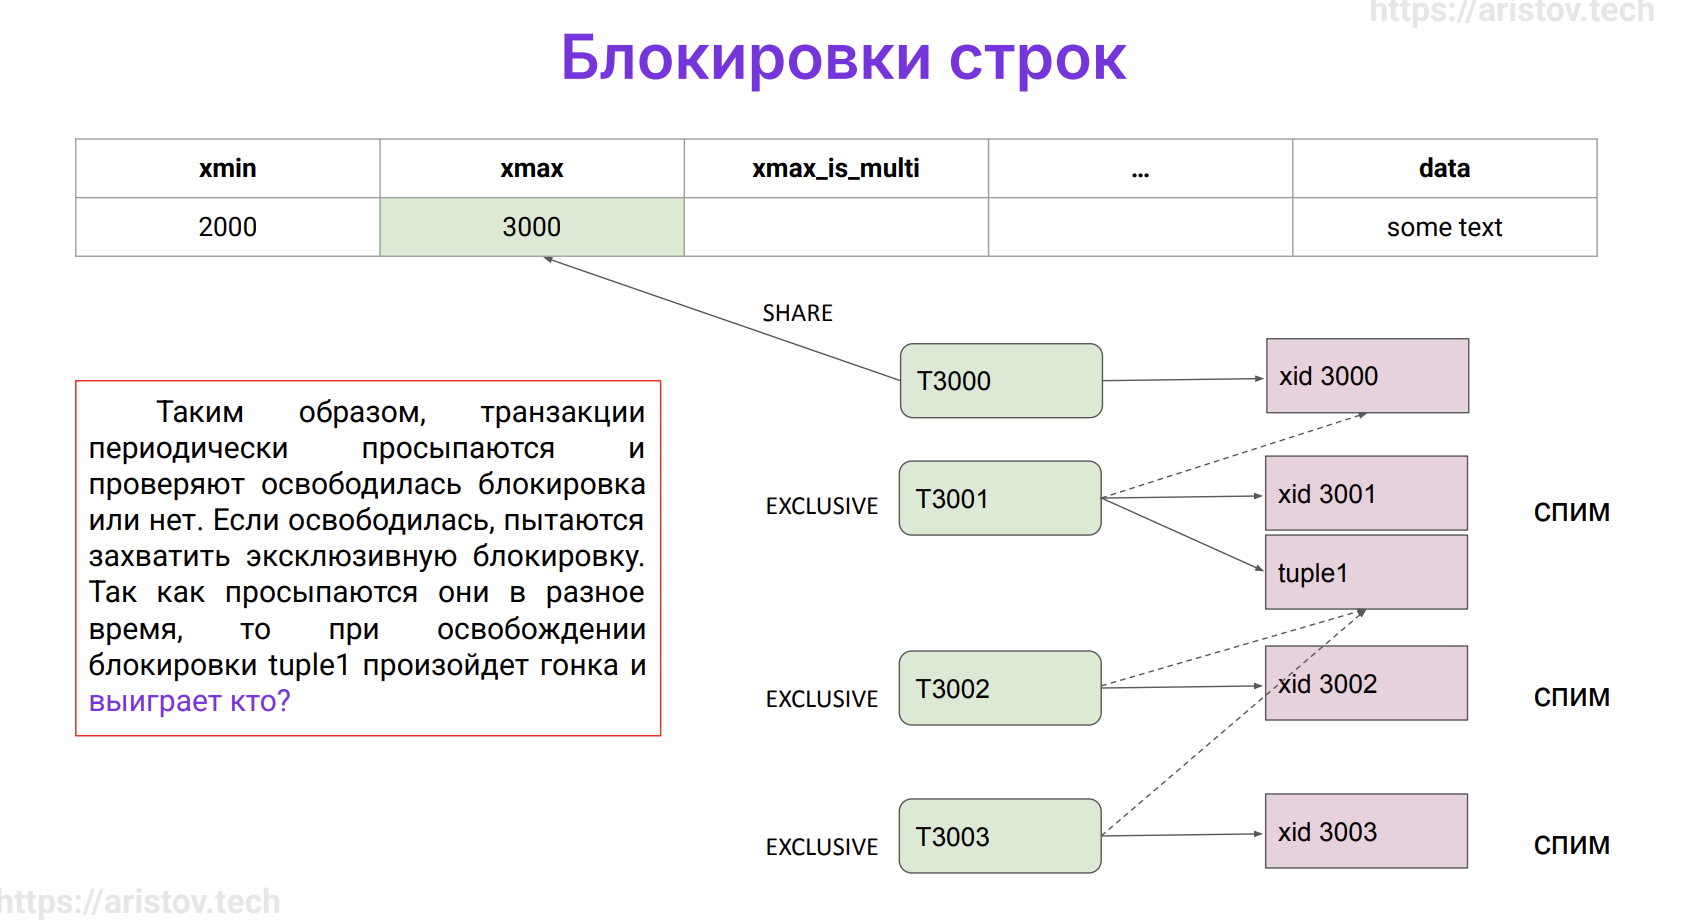 https://aristov.tech
Блокировки строк
xmin xmax xmax_is_multi ... data
2000 3000 some text
SHARE
T3000 xid 3000
Таким образом, транзакции
периодически просыпаются и
проверяют освободилась блокировка
или нет. Если освободилась, пытаются
захватить эксклюзивную блокировку.
Так как просыпаются они в разное
время, то при освобождении
блокировки tuple1 произойдет гонка и
выиграет кто?
EXCLUSIVE T3001 xid 3001 спим
tuple1
EXCLUSIVE T3002 xid 3002 спим
EXCLUSIVE T3003 xid 3003 спим
https://aristov.tech